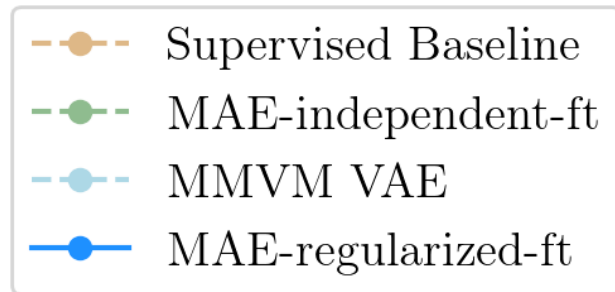 Supervised Baseline
MAE-independent-ft
MMVM VAE
MAE-regularized-ft